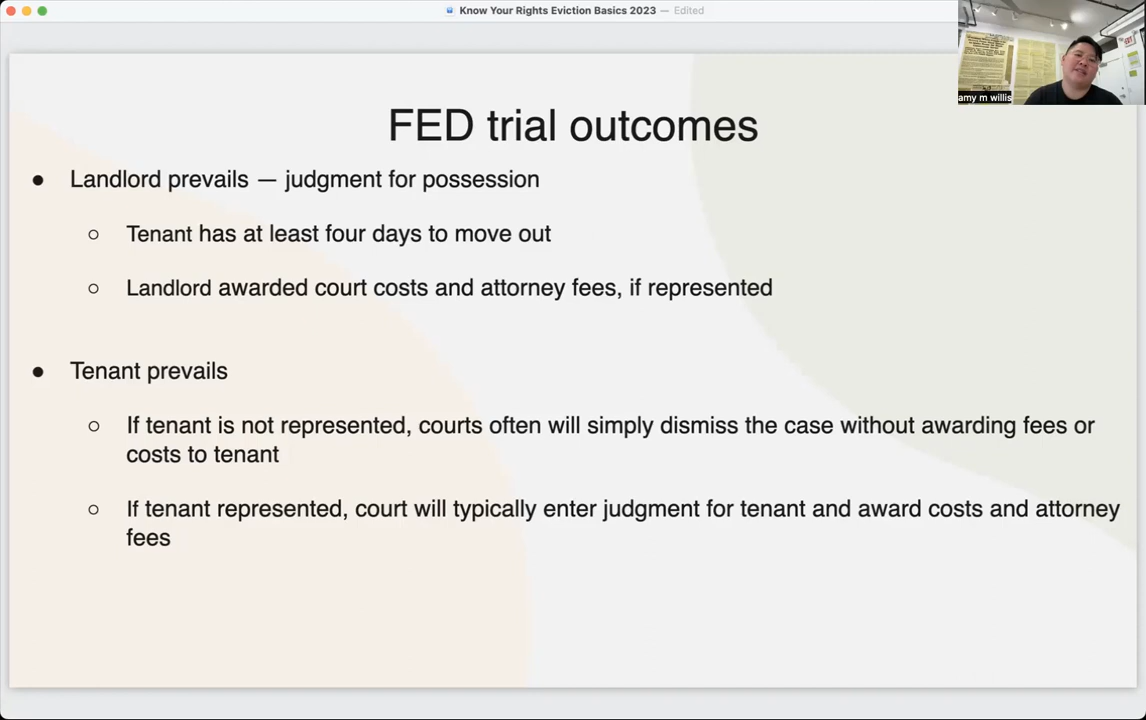 Know Your Rights Eviction Basics 2023 — Edited
amy m willis
FED trial outcomes
● Landlord prevails — judgment for possession
○ Tenant has at least four days to move out
○ Landlord awarded court costs and attorney fees, if represented
● Tenant prevails
○ If tenant is not represented, courts often will simply dismiss the case without awarding fees or
costs to tenant
○ If tenant represented, court will typically enter judgment for tenant and award costs and attorney
fees